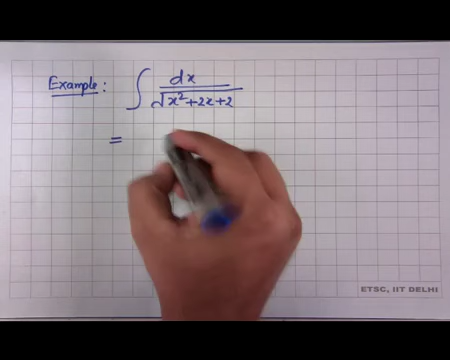 Example: ∫ dx / √(x²+2x+2)
=
ETSC, IIT DELHI